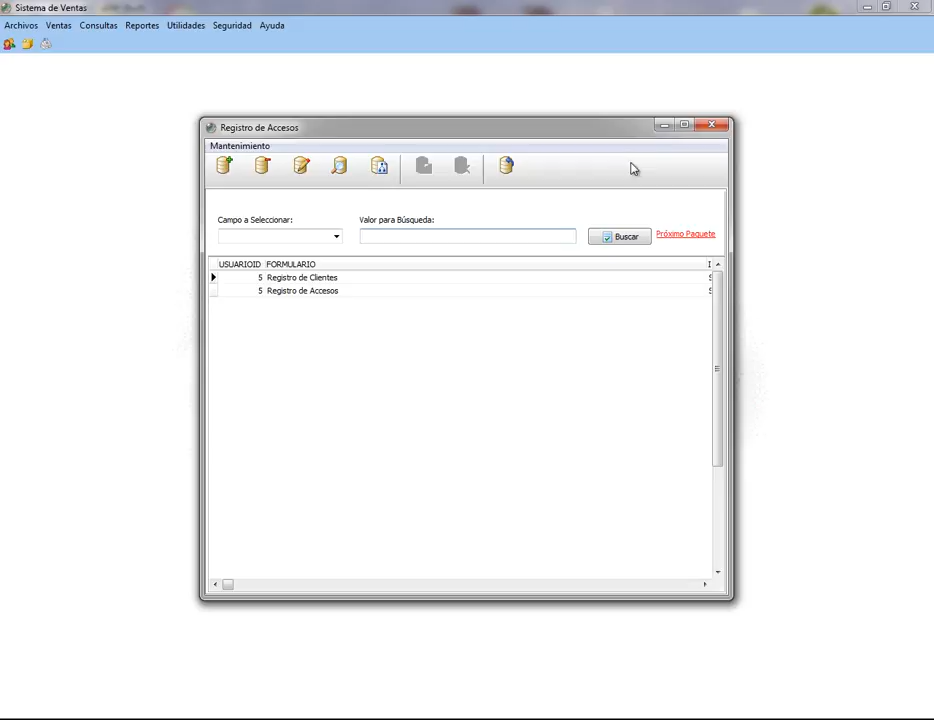 Sistema de Ventas
Archivos Ventas Consultas Reportes Utilidades Seguridad Ayuda
Registro de Accesos
Mantenimiento
Campo a Seleccionar: Valor para Búsqueda:
Buscar Próximo Paquete
USUARIOID FORMULARIO I
5 Registro de Clientes S
5 Registro de Accesos S